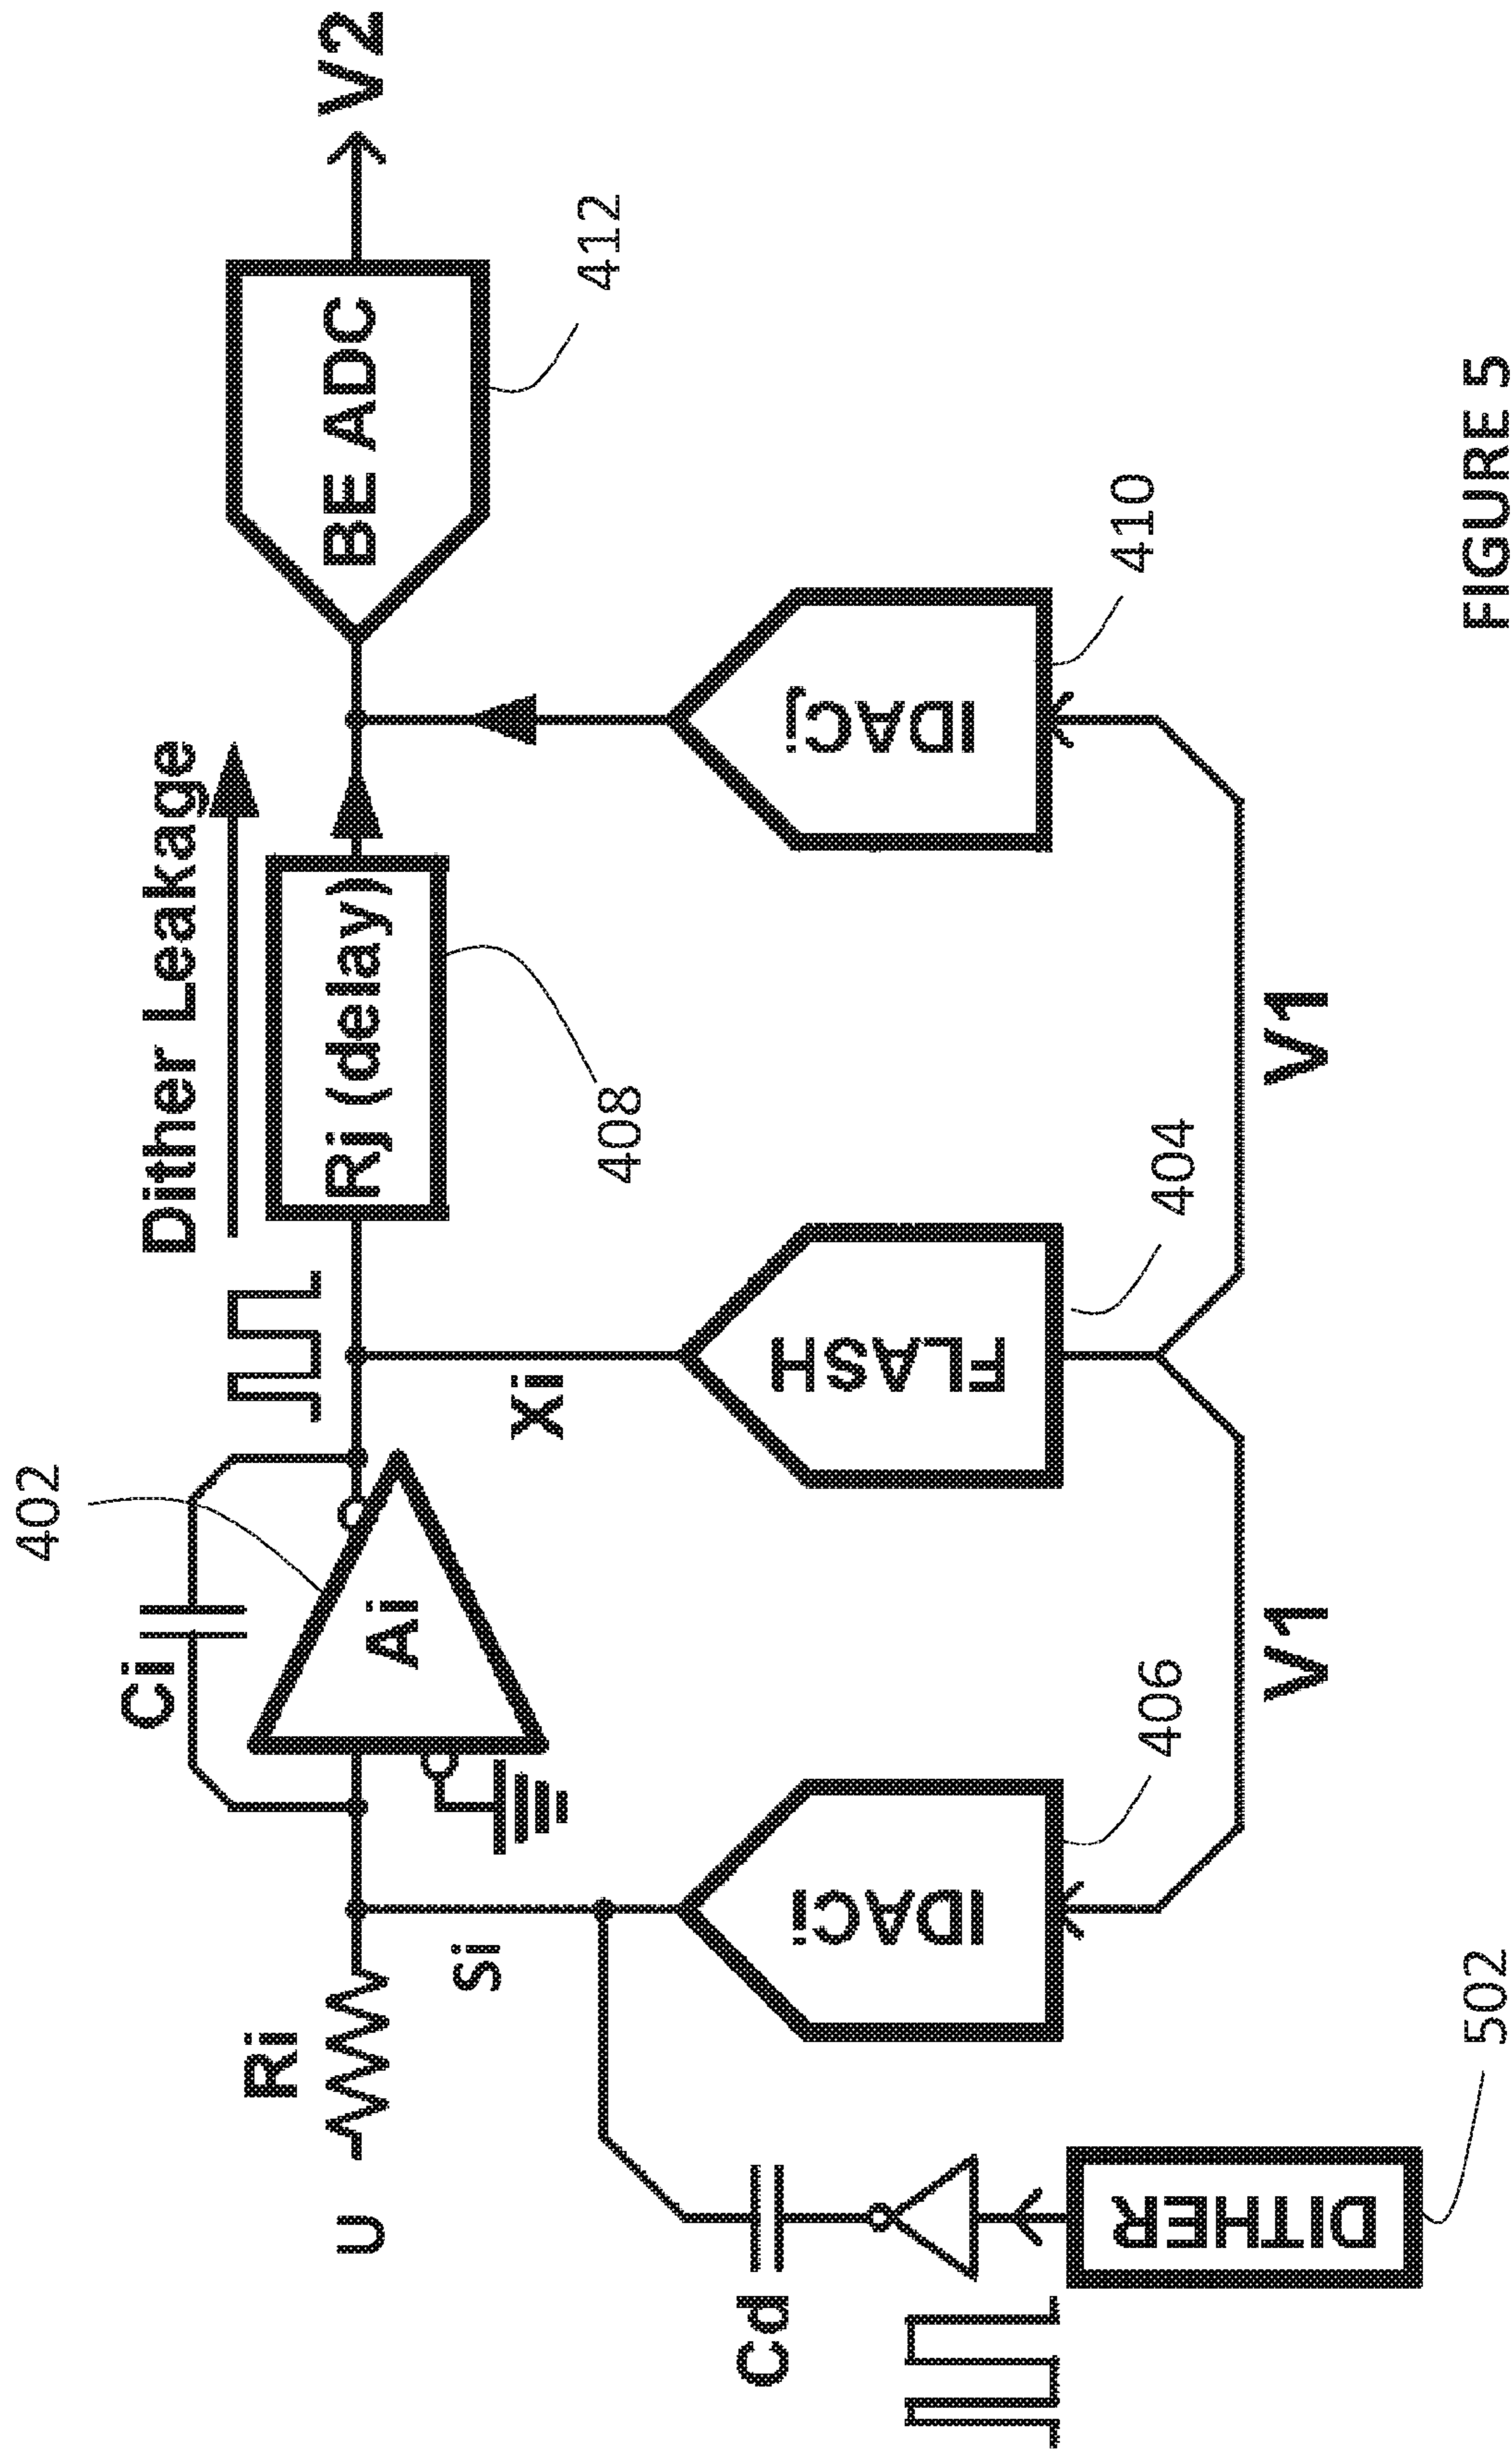 402
Ci
Dither Leakage
Ri
U
Ai
Rj (delay)
BE ADC
V2
Si
Xi
408
412
Cd
IDACi
FLASH
IDACj
406
404
410
DITHER
V1
V1
502
FIGURE 5